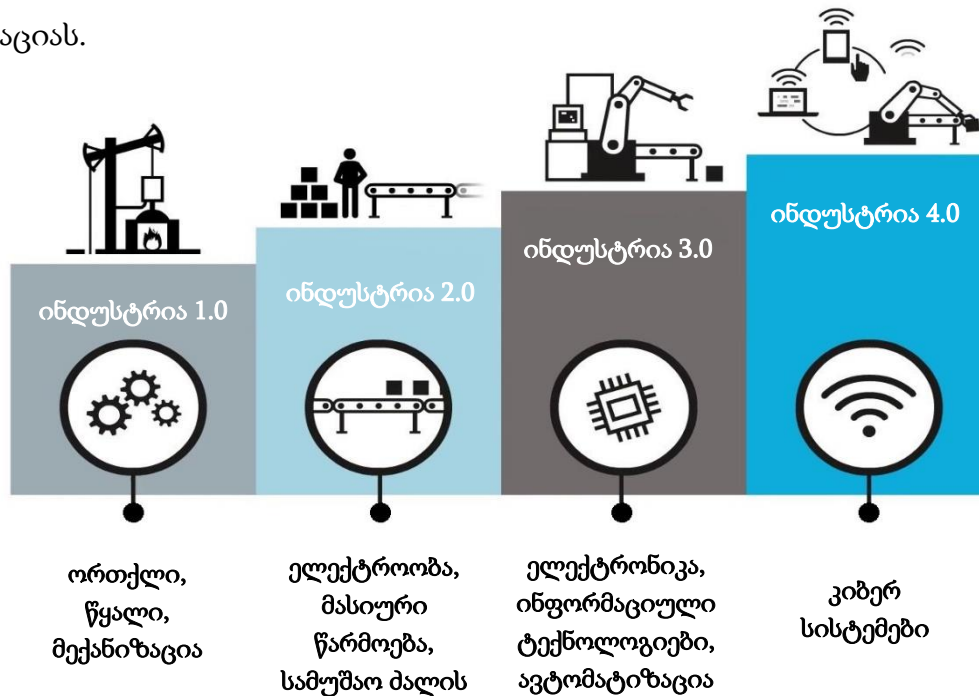 აციას.
ინდუსტრია 1.0
ინდუსტრია 2.0
ინდუსტრია 3.0
ინდუსტრია 4.0
ორთქლი,
წყალი,
მექანიზაცია
ელექტროობა,
მასიური
წარმოება,
სამუშაო ძალის
ელექტრონიკა,
ინფორმაციული
ტექნოლოგიები,
ავტომატიზაცია
კიბერ
სისტემები